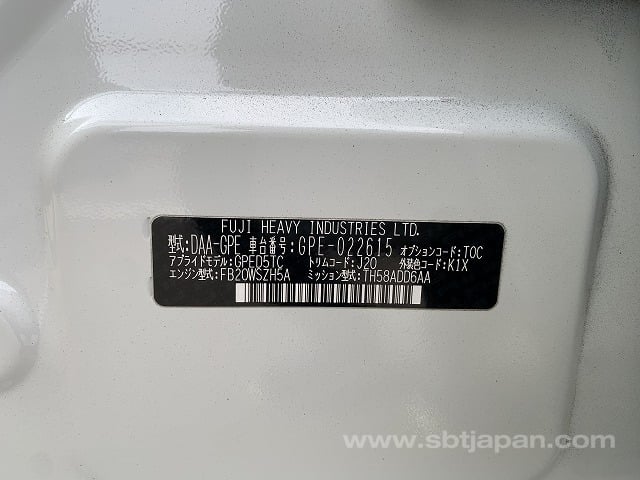 FUJI HEAVY INDUSTRIES LTD.
型式:DAA-GPE 車台番号:GPE-022615 オプションコード:TOC
アプライドモデル:GPE05TC トリムコード:J20 外装色コード:K1X
エンジン型式:FB20WSZH5A ミッション型式:TH58ADD6AA
www.sbtjapan.com